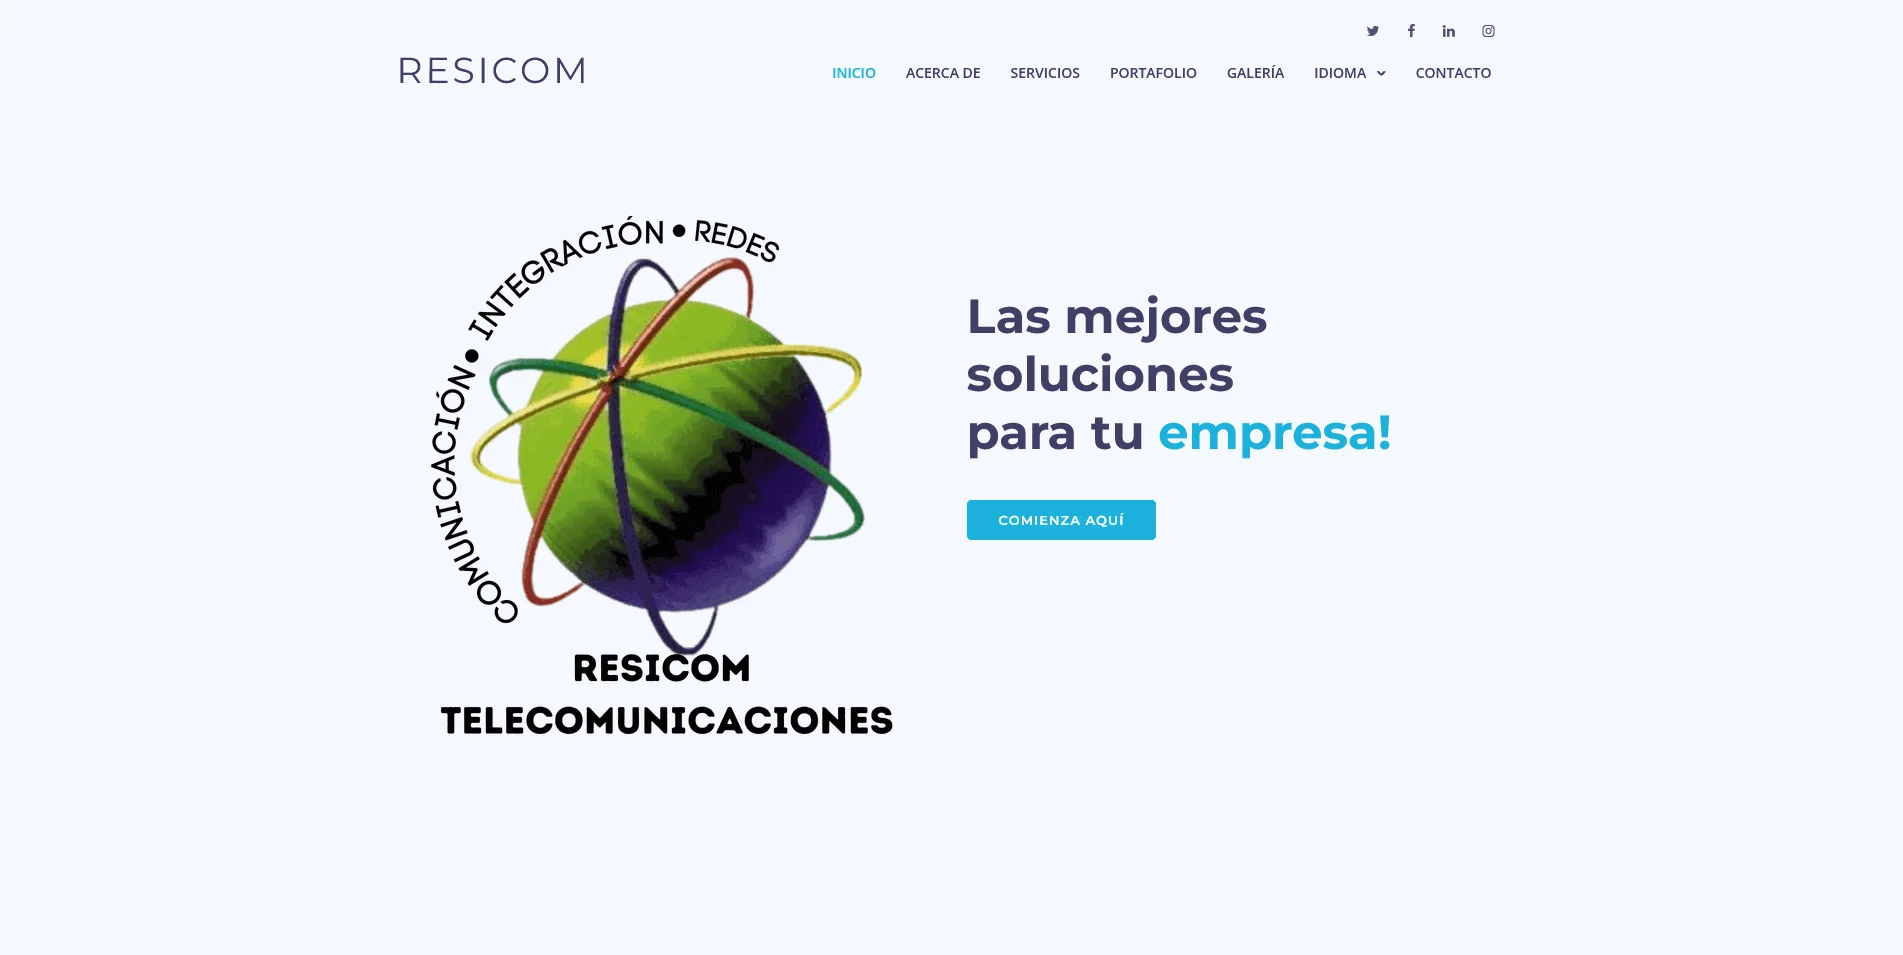 RESICOM
INICIO ACERCA DE SERVICIOS PORTAFOLIO GALERÍA IDIOMA CONTACTO
COMUNICACIÓN • INTEGRACIÓN • REDES
RESICOM
TELECOMUNICACIONES
Las mejores
soluciones
para tu empresa!
COMIENZA AQUÍ